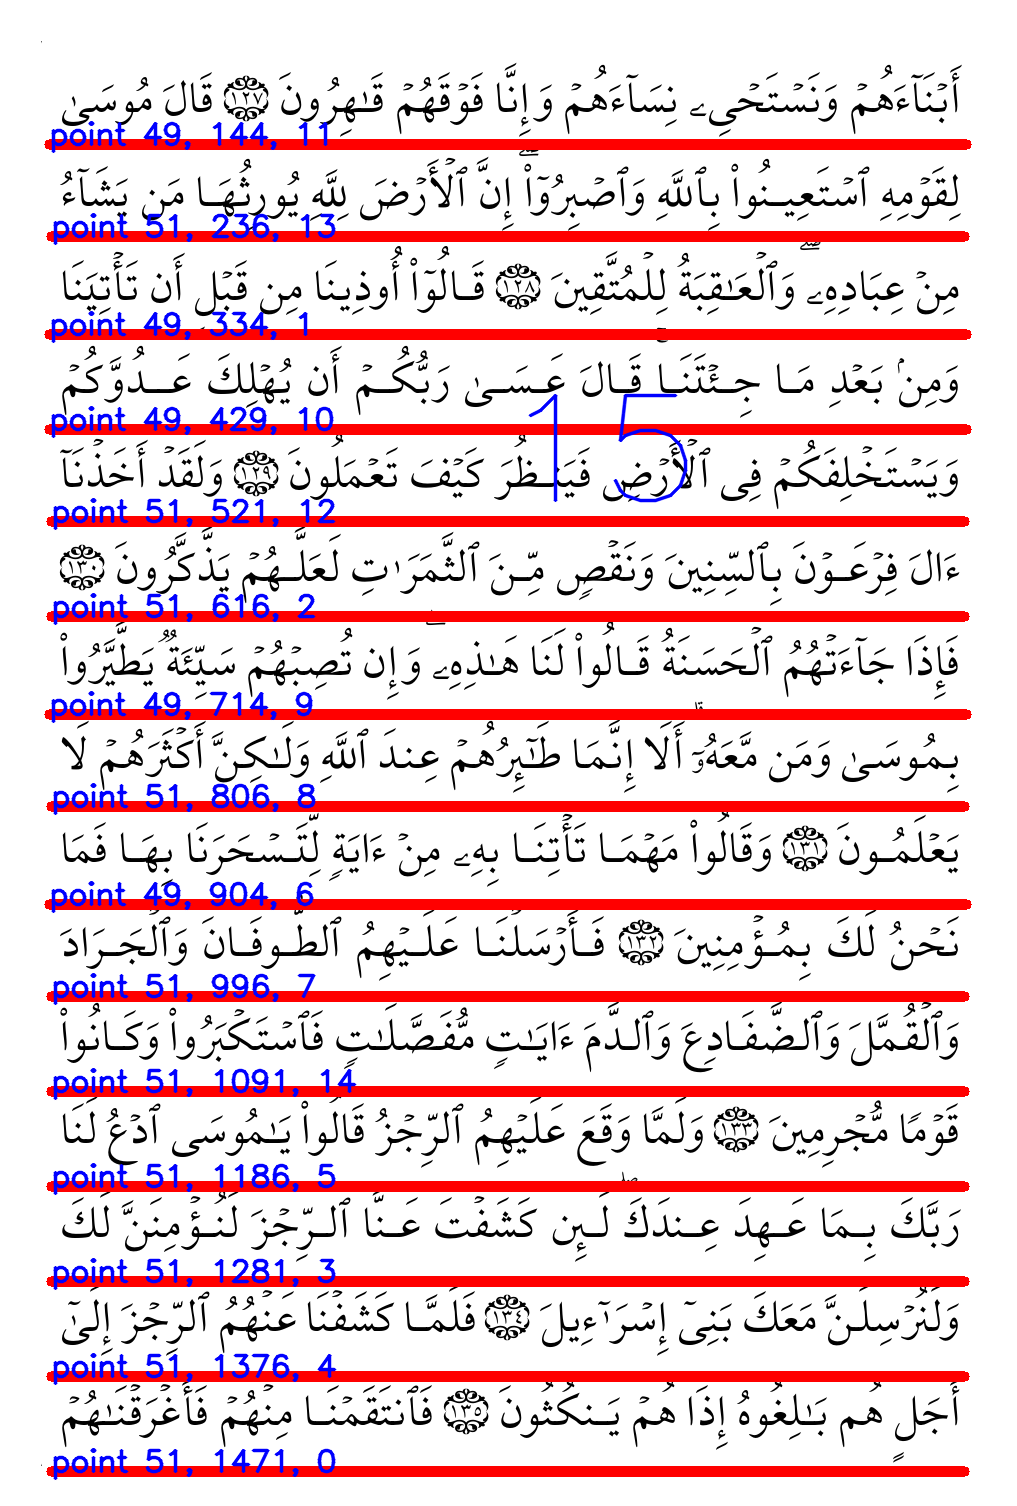 أَبۡنَآءَهُمۡ وَنَسۡتَحۡيِۦ نِسَآءَهُمۡ وَإِنَّا فَوۡقَهُمۡ قَٰهِرُونَ ١٢٧ قَالَ مُوسَىٰ
point 49, 144, 11
لِقَوۡمِهِ ٱسۡتَعِينُواْ بِٱللَّهِ وَٱصۡبِرُوٓاْۖ إِنَّ ٱلۡأَرۡضَ لِلَّهِ يُورِثُهَا مَن يَشَآءُ
point 51, 236, 13
مِنۡ عِبَادِهِۦۖ وَٱلۡعَٰقِبَةُ لِلۡمُتَّقِينَ ١٢٨ قَالُوٓاْ أُوذِينَا مِن قَبۡلِ أَن تَأۡتِيَنَا
point 49, 334, 1
وَمِنۢ بَعۡدِ مَا جِئۡتَنَاۚ قَالَ عَسَىٰ رَبُّكُمۡ أَن يُهۡلِكَ عَدُوَّكُمۡ
point 49, 429, 10
15
وَيَسۡتَخۡلِفَكُمۡ فِي ٱلۡأَرۡضِ فَيَنظُرَ كَيۡفَ تَعۡمَلُونَ ١٢٩ وَلَقَدۡ أَخَذۡنَآ
point 51, 521, 12
ءَالَ فِرۡعَوۡنَ بِٱلسِّنِينَ وَنَقۡصٖ مِّنَ ٱلثَّمَرَٰتِ لَعَلَّهُمۡ يَذَّكَّرُونَ ١٣٠
point 51, 616, 2
فَإِذَا جَآءَتۡهُمُ ٱلۡحَسَنَةُ قَالُواْ لَنَا هَٰذِهِۦۖ وَإِن تُصِبۡهُمۡ سَيِّئَةٞ يَطَّيَّرُواْ
point 49, 714, 9
بِمُوسَىٰ وَمَن مَّعَهُۥٓۗ أَلَآ إِنَّمَا طَٰٓئِرُهُمۡ عِندَ ٱللَّهِ وَلَٰكِنَّ أَكۡثَرَهُمۡ لَا
point 51, 806, 8
يَعۡلَمُونَ ١٣١ وَقَالُواْ مَهۡمَا تَأۡتِنَا بِهِۦ مِنۡ ءَايَةٖ لِّتَسۡحَرَنَا بِهَا فَمَا
point 49, 904, 6
نَحۡنُ لَكَ بِمُؤۡمِنِينَ ١٣٢ فَأَرۡسَلۡنَا عَلَيۡهِمُ ٱلطُّوفَانَ وَٱلۡجَرَادَ
point 51, 996, 7
وَٱلۡقُمَّلَ وَٱلضَّفَادِعَ وَٱلدَّمَ ءَايَٰتٖ مُّفَصَّلَٰتٖ فَٱسۡتَكۡبَرُواْ وَكَانُواْ
point 51, 1091, 14
قَوۡمٗا مُّجۡرِمِينَ ١٣٣ وَلَمَّا وَقَعَ عَلَيۡهِمُ ٱلرِّجۡزُ قَالُواْ يَٰمُوسَى ٱدۡعُ لَنَا
point 51, 1186, 5
رَبَّكَ بِمَا عَهِدَ عِندَكَۖ لَئِن كَشَفۡتَ عَنَّا ٱلرِّجۡزَ لَنُؤۡمِنَنَّ لَكَ
point 51, 1281, 3
وَلَنُرۡسِلَنَّ مَعَكَ بَنِيٓ إِسۡرَٰٓءِيلَ ١٣٤ فَلَمَّا كَشَفۡنَا عَنۡهُمُ ٱلرِّجۡزَ إِلَىٰٓ
point 51, 1376, 4
أَجَلٍ هُم بَٰلِغُوهُ إِذَا هُمۡ يَنكُثُونَ ١٣٥ فَٱنتَقَمۡنَا مِنۡهُمۡ فَأَغۡرَقۡنَٰهُمۡ
point 51, 1471, 0